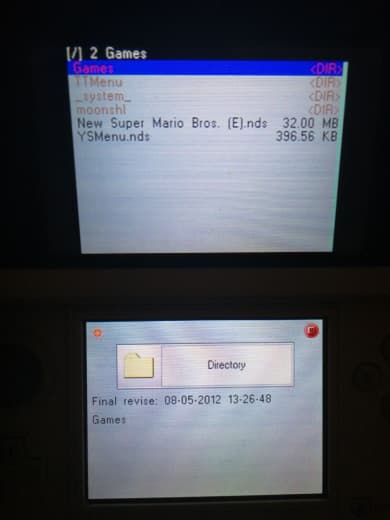 [/] 2 Games
Games <DIR>
TTMenu <DIR>
_system_ <DIR>
moonshl <DIR>
New Super Mario Bros. (E).nds 32.00 MB
YSMenu.nds 396.56 KB
Directory
Final revise: 08-05-2012 13-26-48
Games